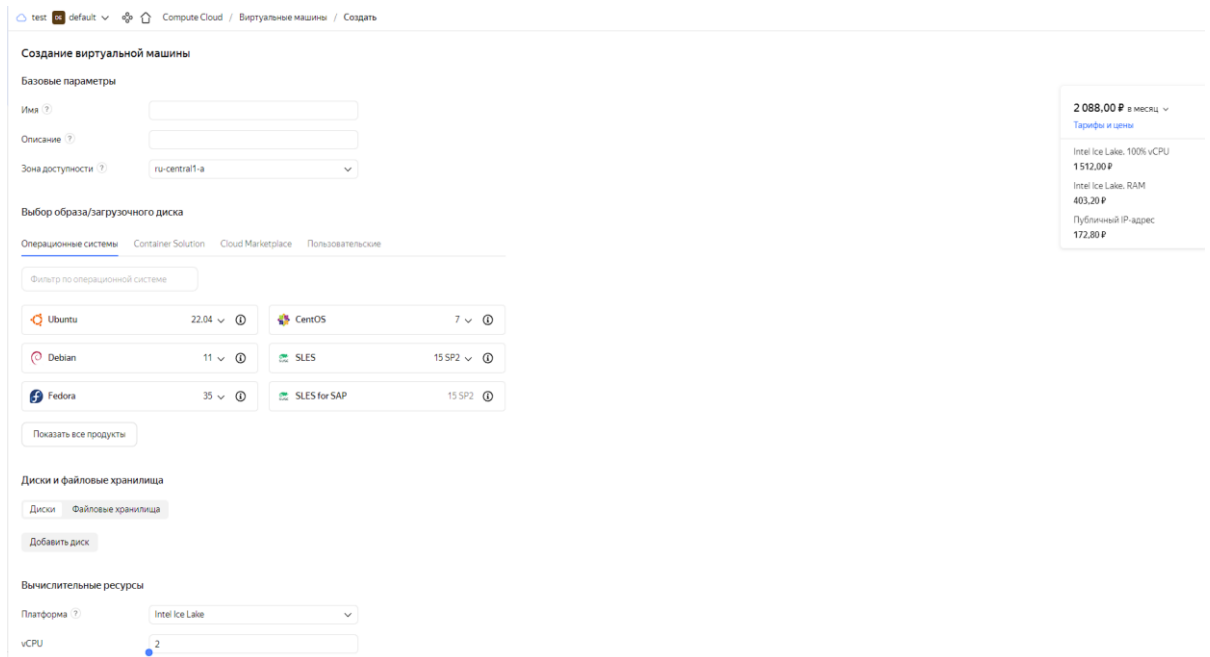 test default Compute Cloud / Виртуальные машины / Создать
Создание виртуальной машины
Базовые параметры
Имя ?
Описание ?
Зона доступности ? ru-central1-a
Выбор образа/загрузочного диска
Операционные системы Container Solution Cloud Marketplace Пользовательские
Фильтр по операционной системе
Ubuntu 22.04 CentOS 7
Debian 11 SLES 15 SP2
Fedora 35 SLES for SAP 15 SP2
Показать все продукты
Диски и файловые хранилища
Диски Файловые хранилища
Добавить диск
Вычислительные ресурсы
Платформа ? Intel Ice Lake
vCPU 2
2 088,00 ₽ в месяц
Тарифы и цены
Intel Ice Lake. 100% vCPU
1 512,00 ₽
Intel Ice Lake. RAM
403,20 ₽
Публичный IP-адрес
172,80 ₽